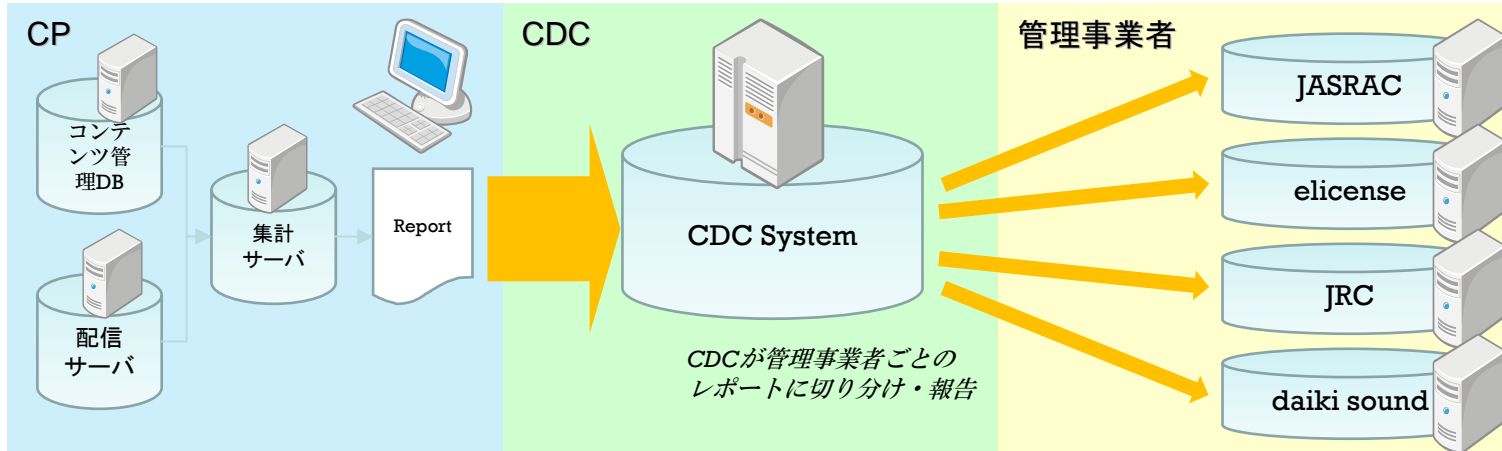 CP
コンテ
ンツ管
理DB
配信
サーバ
集計
サーバ
Report
CDC
CDC System
CDCが管理事業者ごとの
レポートに切り分け・報告
管理事業者
JASRAC
elicense
JRC
daiki sound